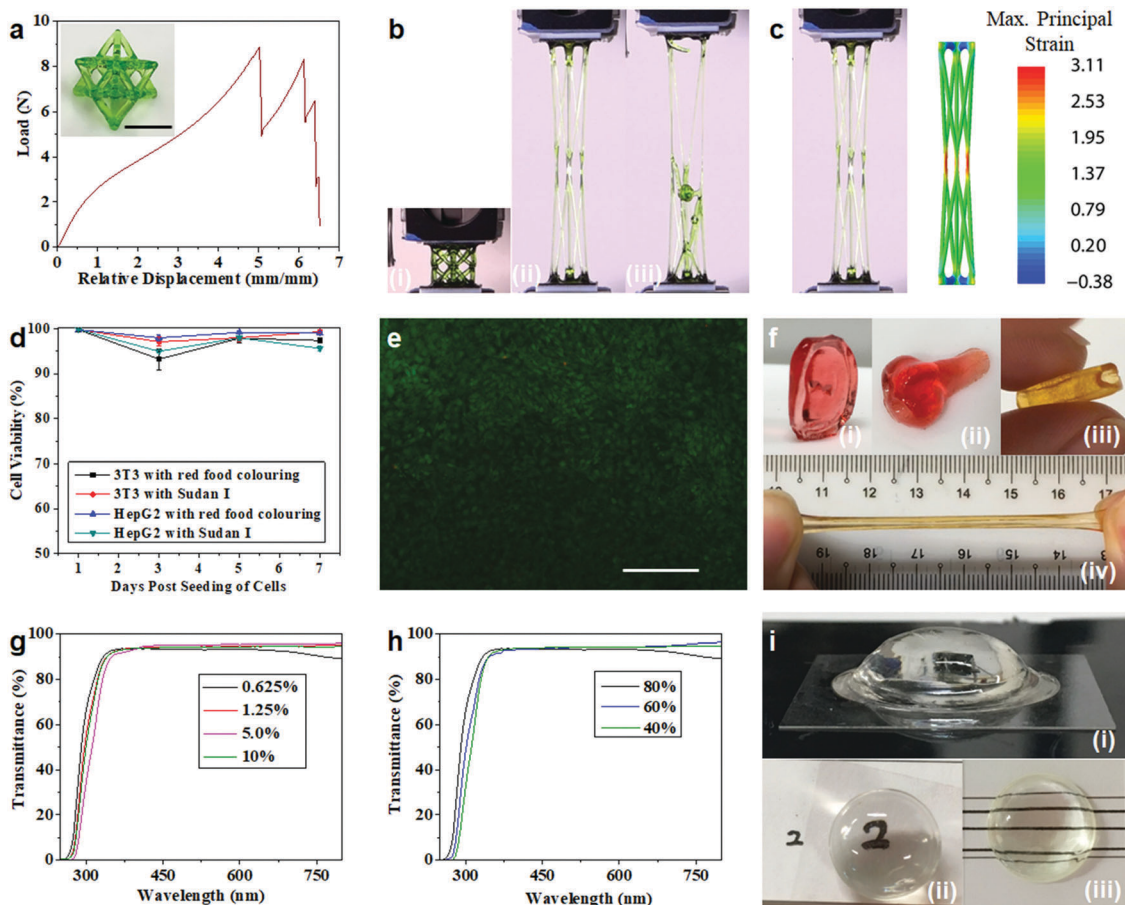 a
10
8
6
4
2
0
Load (N)
0 1 2 3 4 5 6 7
Relative Displacement (mm/mm)
b
(i)
(ii)
(iii)
c
Max. Principal
Strain
3.11
2.53
1.95
1.37
0.79
0.20
−0.38
d
100
90
80
70
60
50
Cell Viability (%)
3T3 with red food colouring
3T3 with Sudan I
HepG2 with red food colouring
HepG2 with Sudan I
1 2 3 4 5 6 7
Days Post Seeding of Cells
e
f
(i)
(ii)
(iii)
10 11 12 13 14 15 16 17
19 18 17 16 15 14
(iv)
g
100
80
60
40
20
0
Transmittance (%)
0.625%
1.25%
5.0%
10%
300 450 600 750
Wavelength (nm)
h
100
80
60
40
20
0
Transmittance (%)
80%
60%
40%
300 450 600 750
Wavelength (nm)
i
(i)
2
2
(ii)
(iii)